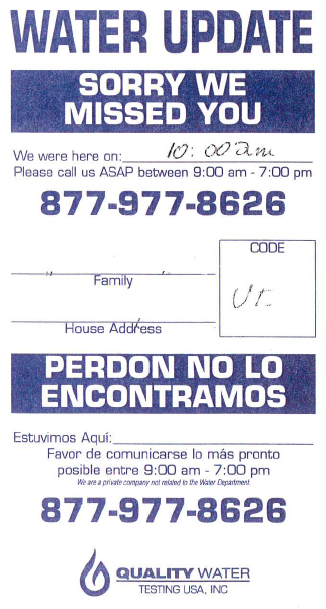 WATER UPDATE
SORRY WE
MISSED YOU
We were here on: 10:00am
Please call us ASAP between 9:00 am - 7:00 pm
877-977-8626
CODE
Family
House Address
PERDON NO LO
ENCONTRAMOS
Estuvimos Aquí:
Favor de comunicarse lo más pronto
posible entre 9:00 am - 7:00 pm
We are a private company not related to the Water Department
877-977-8626
QUALITY WATER
TESTING USA, INC